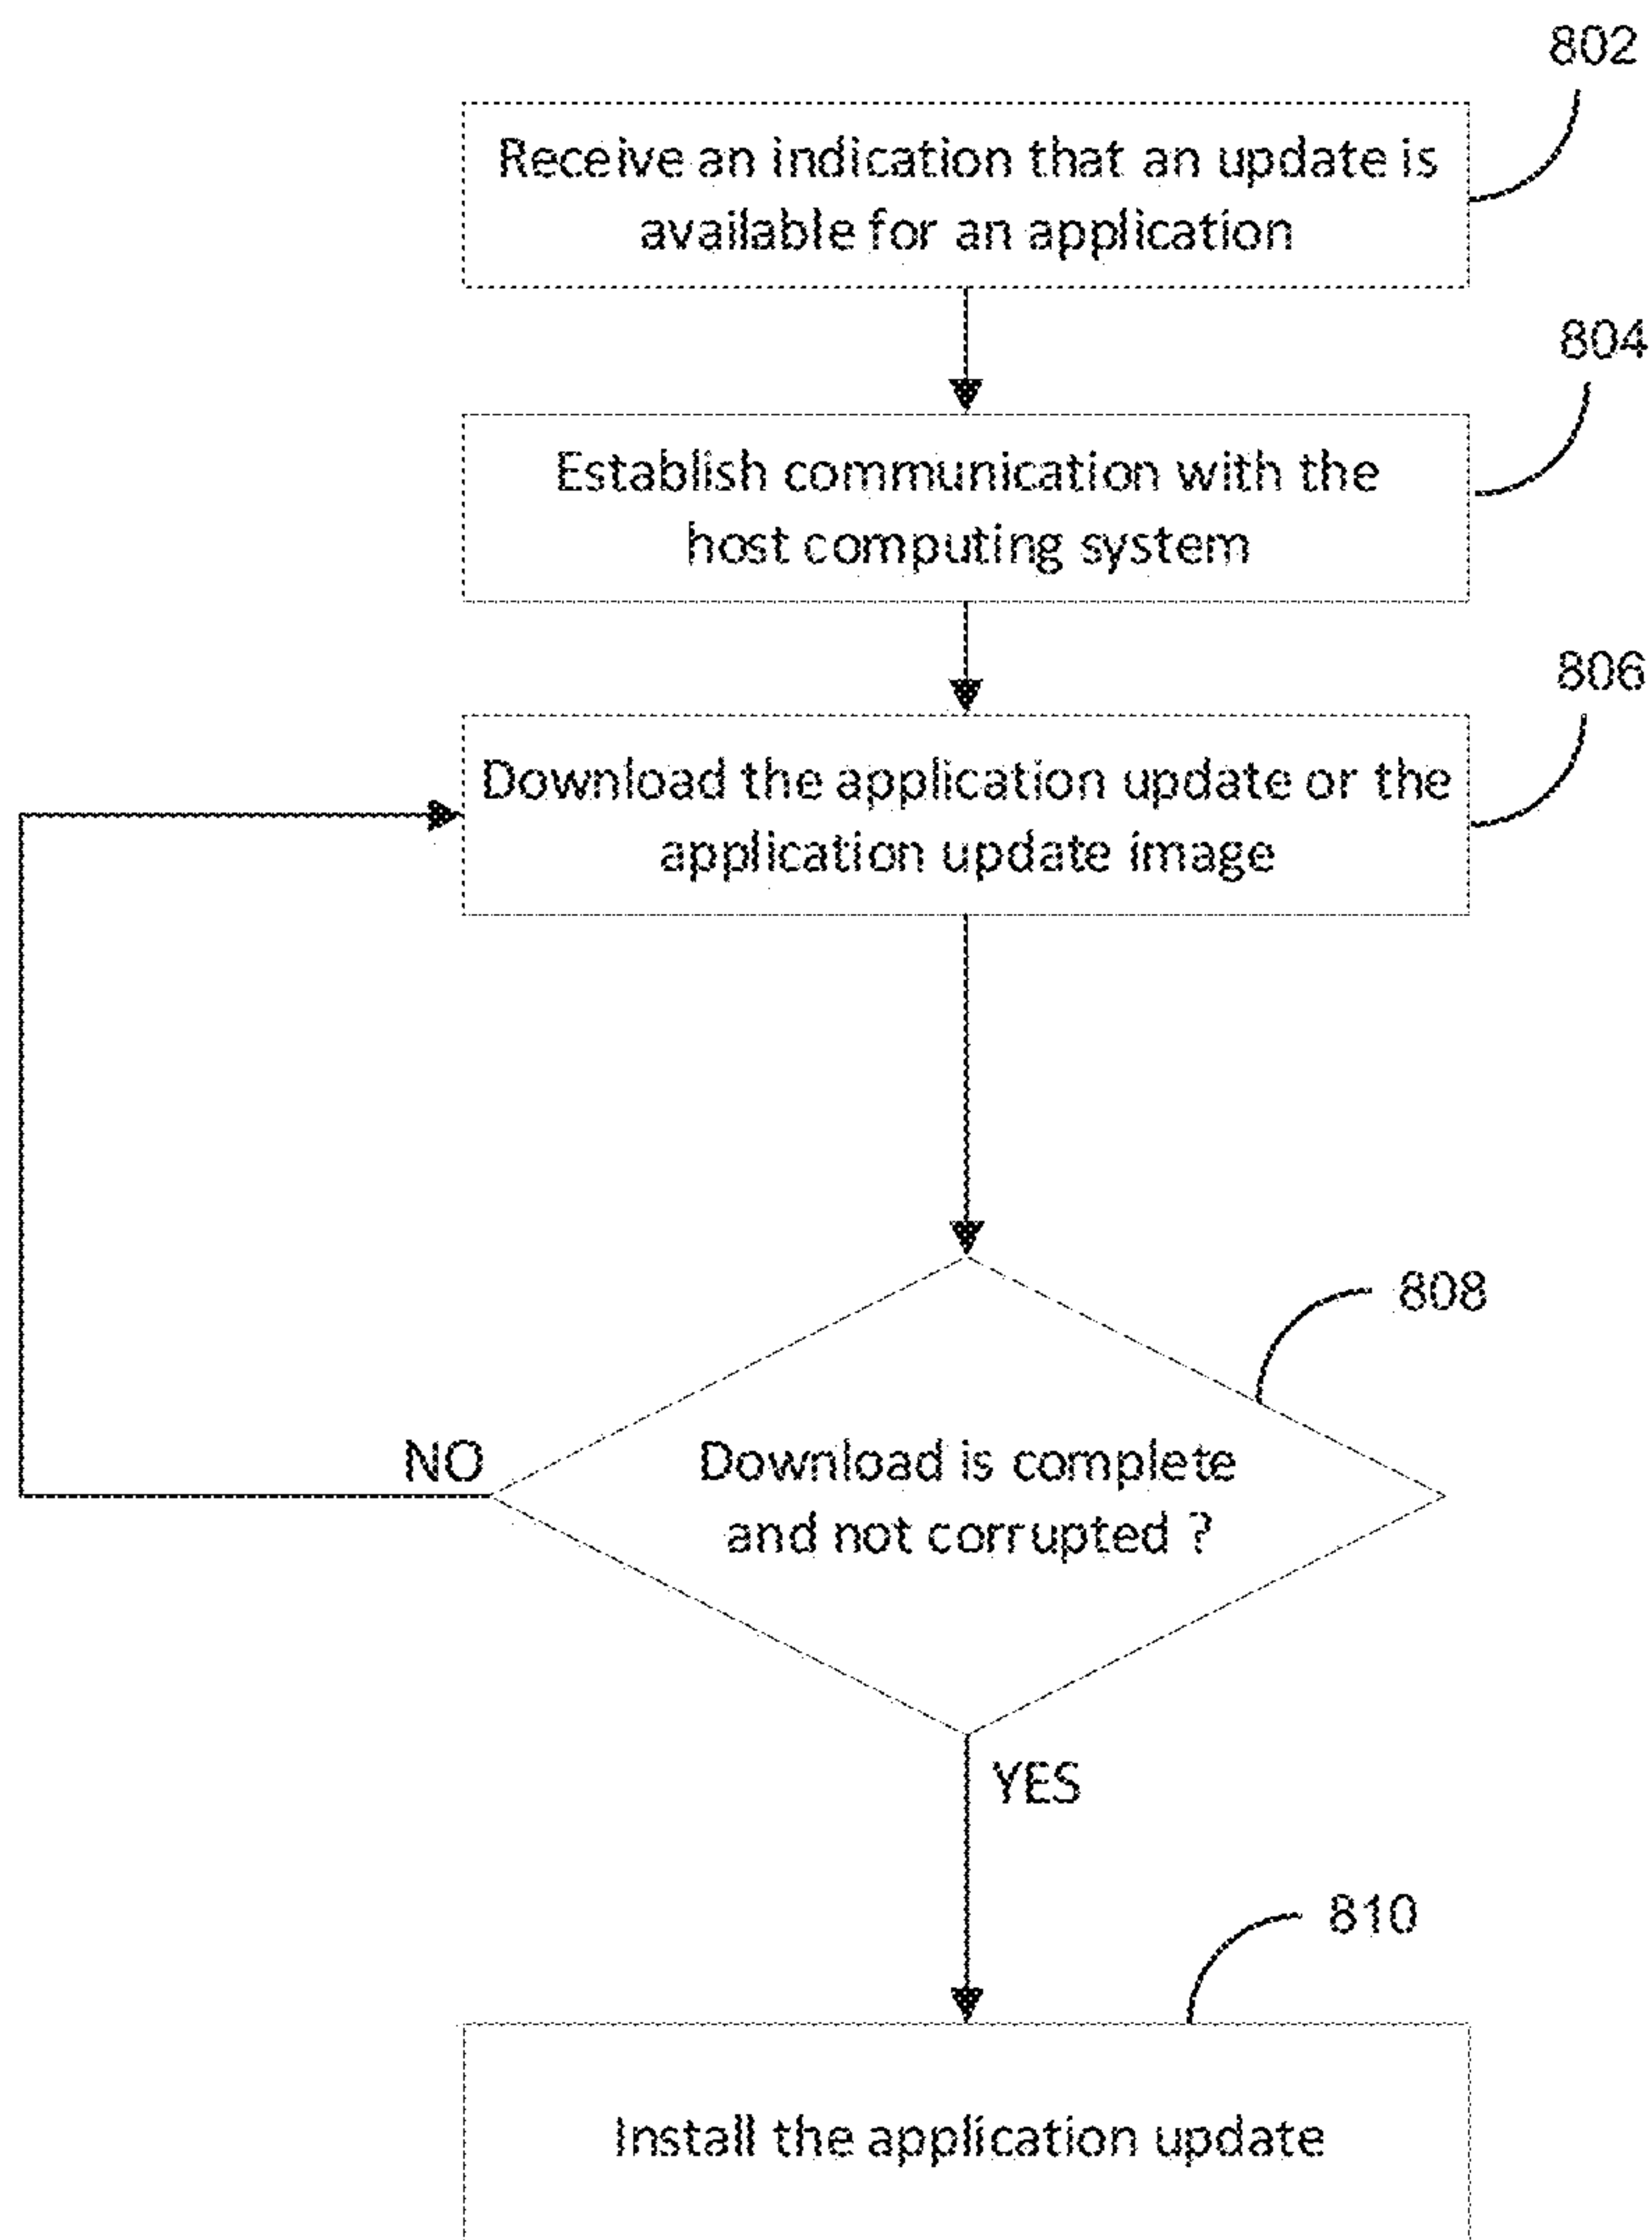 802
Receive an indication that an update is
available for an application
804
Establish communication with the
host computing system
806
Download the application update or the
application update image
808
NO
Download is complete
and not corrupted ?
YES
810
Install the application update